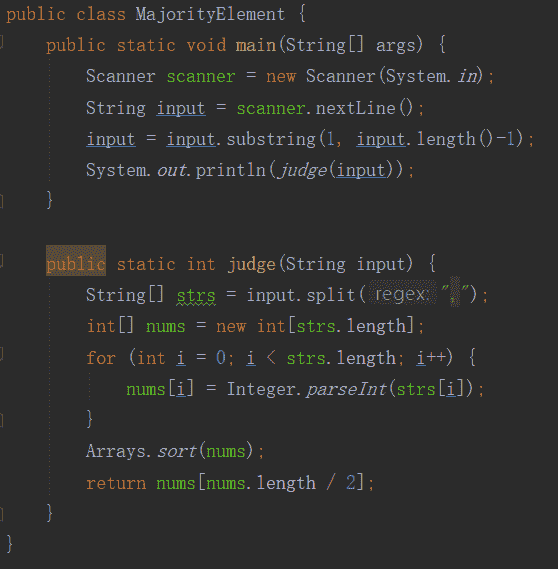 public class MajorityElement {
public static void main(String[] args) {
Scanner scanner = new Scanner(System.in);
String input = scanner.nextLine();
input = input.substring(1, input.length()-1);
System.out.println(judge(input));
}
public static int judge(String input) {
String[] strs = input.split( regex: ",");
int[] nums = new int[strs.length];
for (int i = 0; i < strs.length; i++) {
nums[i] = Integer.parseInt(strs[i]);
}
Arrays.sort(nums);
return nums[nums.length / 2];
}
}